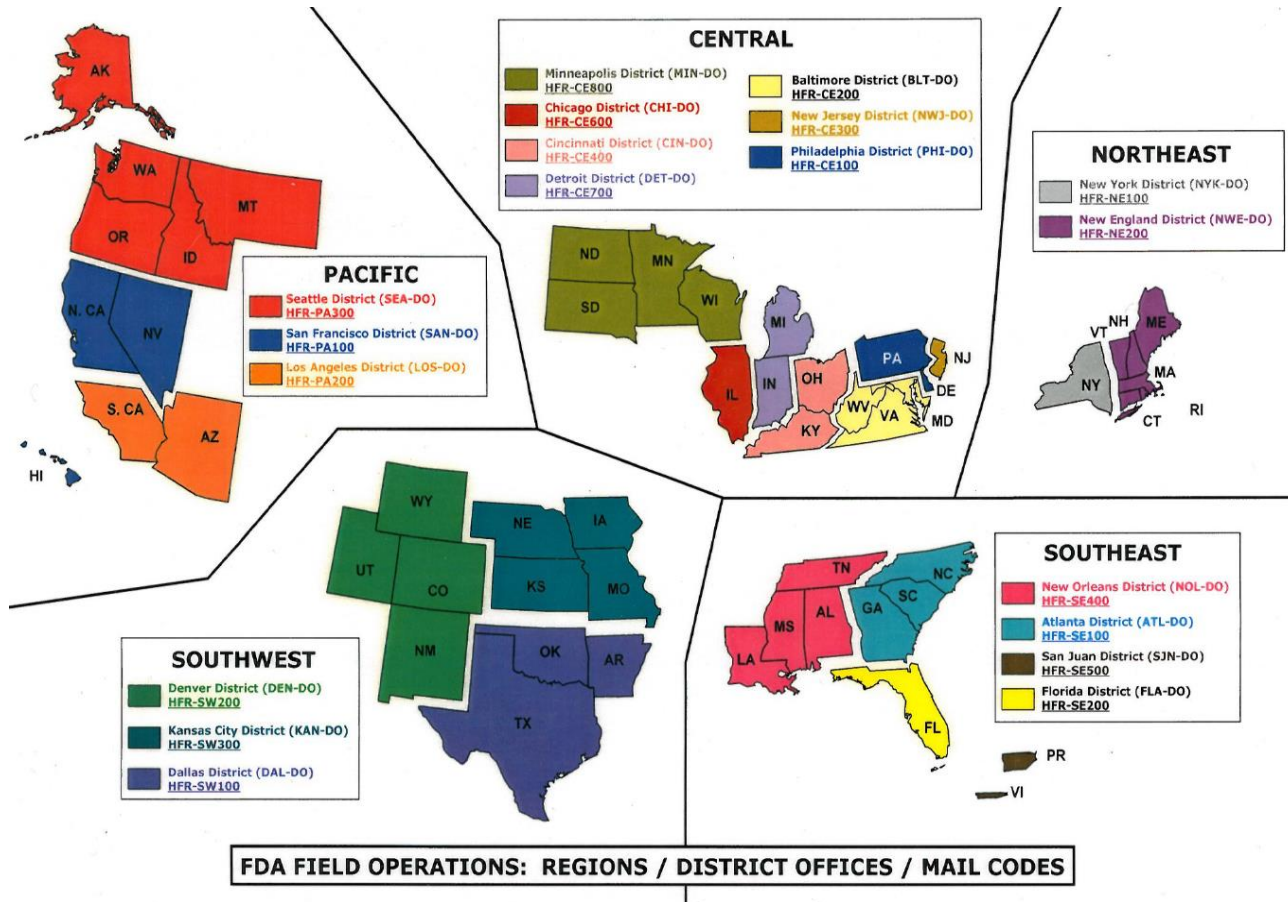 AK
WA
MT
OR
ID
N. CA
NV
S. CA
AZ
HI
PACIFIC
Seattle District (SEA-DO)
HFR-PA300
San Francisco District (SAN-DO)
HFR-PA100
Los Angeles District (LOS-DO)
HFR-PA200
CENTRAL
Minneapolis District (MIN-DO)
HFR-CE800
Chicago District (CHI-DO)
HFR-CE600
Cincinnati District (CIN-DO)
HFR-CE400
Detroit District (DET-DO)
HFR-CE700
Baltimore District (BLT-DO)
HFR-CE200
New Jersey District (NWJ-DO)
HFR-CE300
Philadelphia District (PHI-DO)
HFR-CE100
ND
MN
SD
WI
MI
IL
IN
OH
KY
PA
NJ
DE
WV
VA
MD
NORTHEAST
New York District (NYK-DO)
HFR-NE100
New England District (NWE-DO)
HFR-NE200
ME
NH
VT
NY
MA
RI
CT
WY
UT
CO
NM
NE
IA
KS
MO
OK
AR
TX
SOUTHWEST
Denver District (DEN-DO)
HFR-SW200
Kansas City District (KAN-DO)
HFR-SW300
Dallas District (DAL-DO)
HFR-SW100
TN
NC
SC
GA
AL
MS
LA
FL
PR
VI
SOUTHEAST
New Orleans District (NOL-DO)
HFR-SE400
Atlanta District (ATL-DO)
HFR-SE100
San Juan District (SJN-DO)
HFR-SE500
Florida District (FLA-DO)
HFR-SE200
FDA FIELD OPERATIONS: REGIONS / DISTRICT OFFICES / MAIL CODES